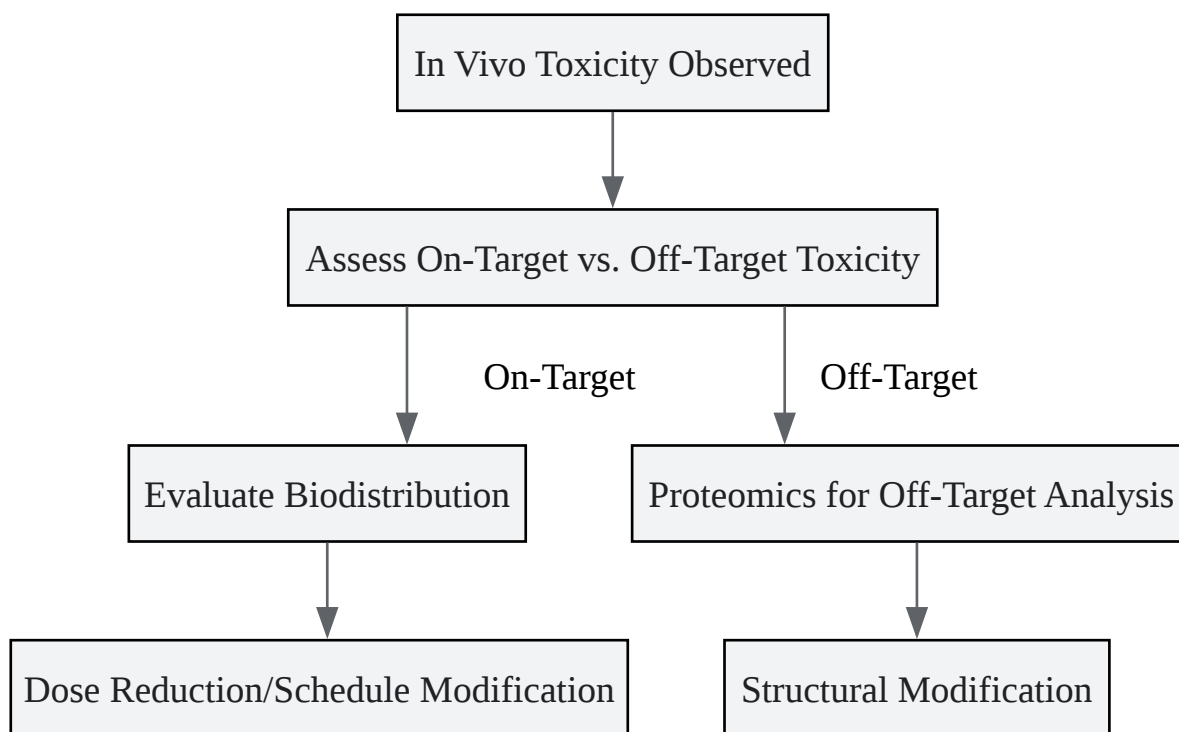 In Vivo Toxicity Observed
Assess On-Target vs. Off-Target Toxicity
On-Target
Off-Target
Evaluate Biodistribution
Proteomics for Off-Target Analysis
Dose Reduction/Schedule Modification
Structural Modification